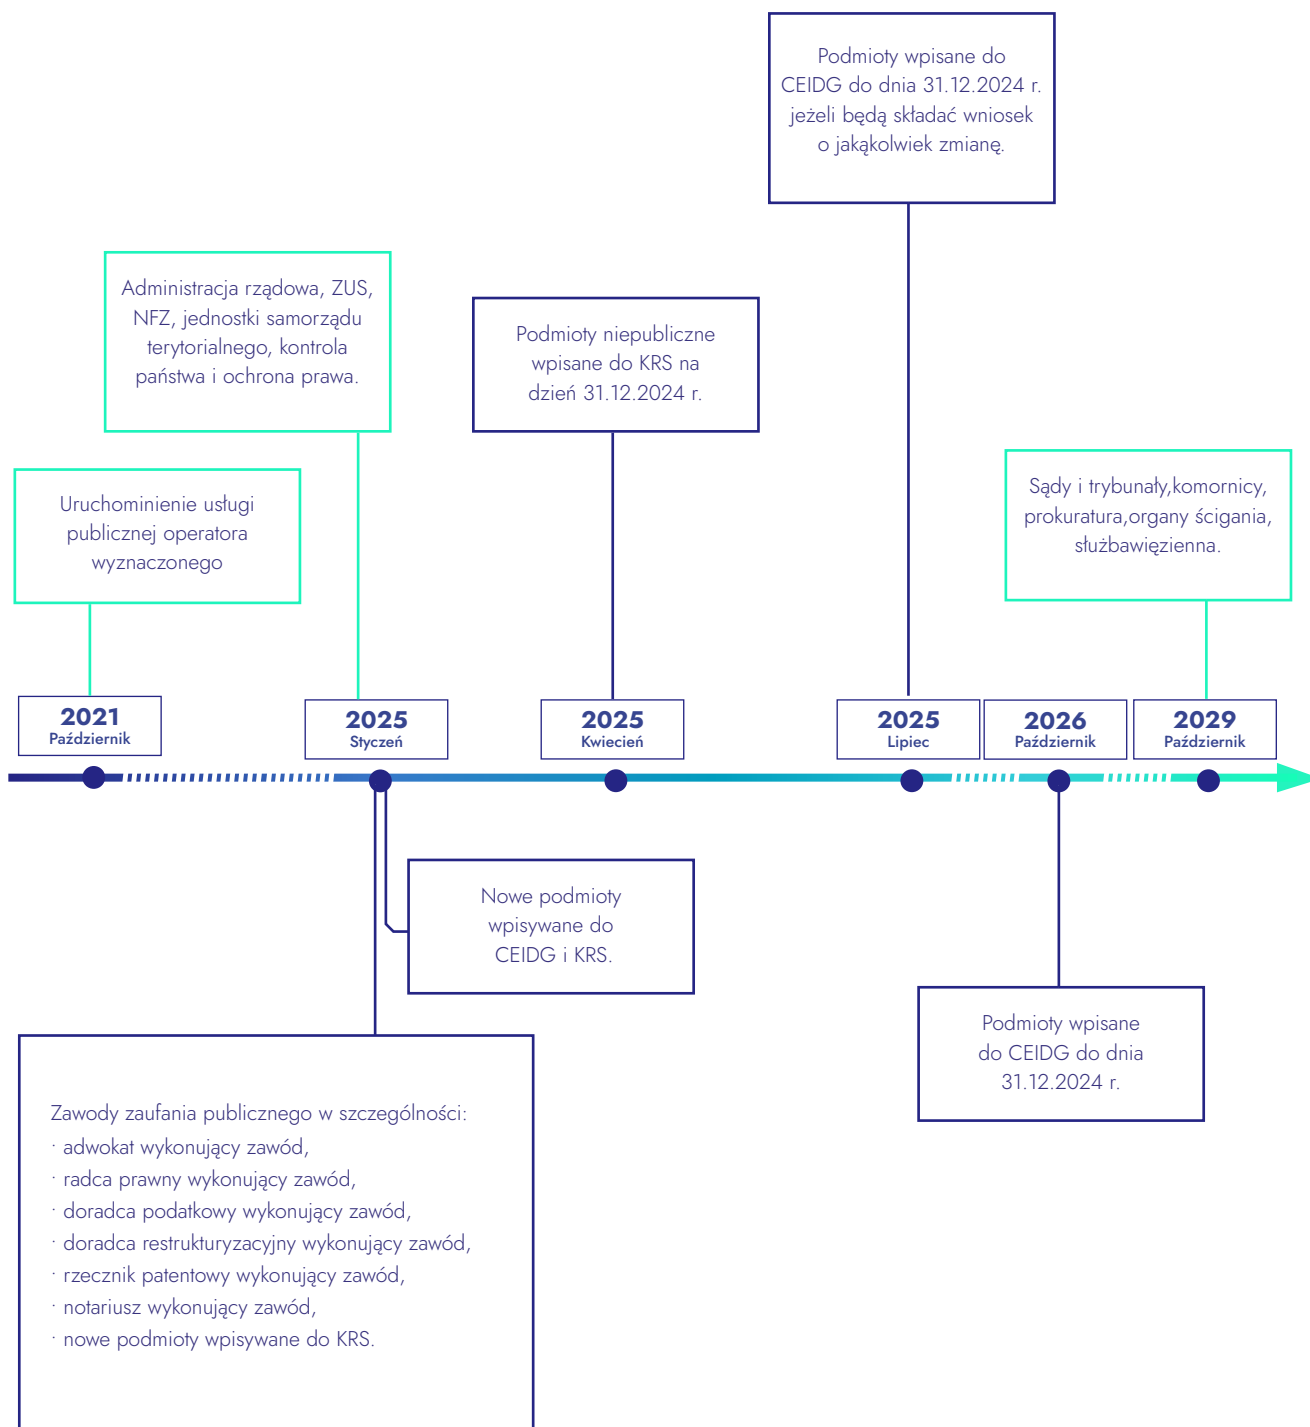 Podmioty wpisane do
CEIDG do dnia 31.12.2024 r.
jeżeli będą składać wniosek
o jakąkolwiek zmianę.
Administracja rządowa, ZUS,
NFZ, jednostki samorządu
terytorialnego, kontrola
państwa i ochrona prawa.
Podmioty niepubliczne
wpisane do KRS na
dzień 31.12.2024 r.
Uruchominienie usługi
publicznej operatora
wyznaczonego
Sądy i trybunały,komornicy,
prokuratura,organy ścigania,
służbawięzienna.
2021
Październik
2025
Styczeń
2025
Kwiecień
2025
Lipiec
2026
Październik
2029
Październik
Nowe podmioty
wpisywane do
CEIDG i KRS.
Podmioty wpisane
do CEIDG do dnia
31.12.2024 r.
Zawody zaufania publicznego w szczególności:
· adwokat wykonujący zawód,
· radca prawny wykonujący zawód,
· doradca podatkowy wykonujący zawód,
· doradca restrukturyzacyjny wykonujący zawód,
· rzecznik patentowy wykonujący zawód,
· notariusz wykonujący zawód,
· nowe podmioty wpisywane do KRS.